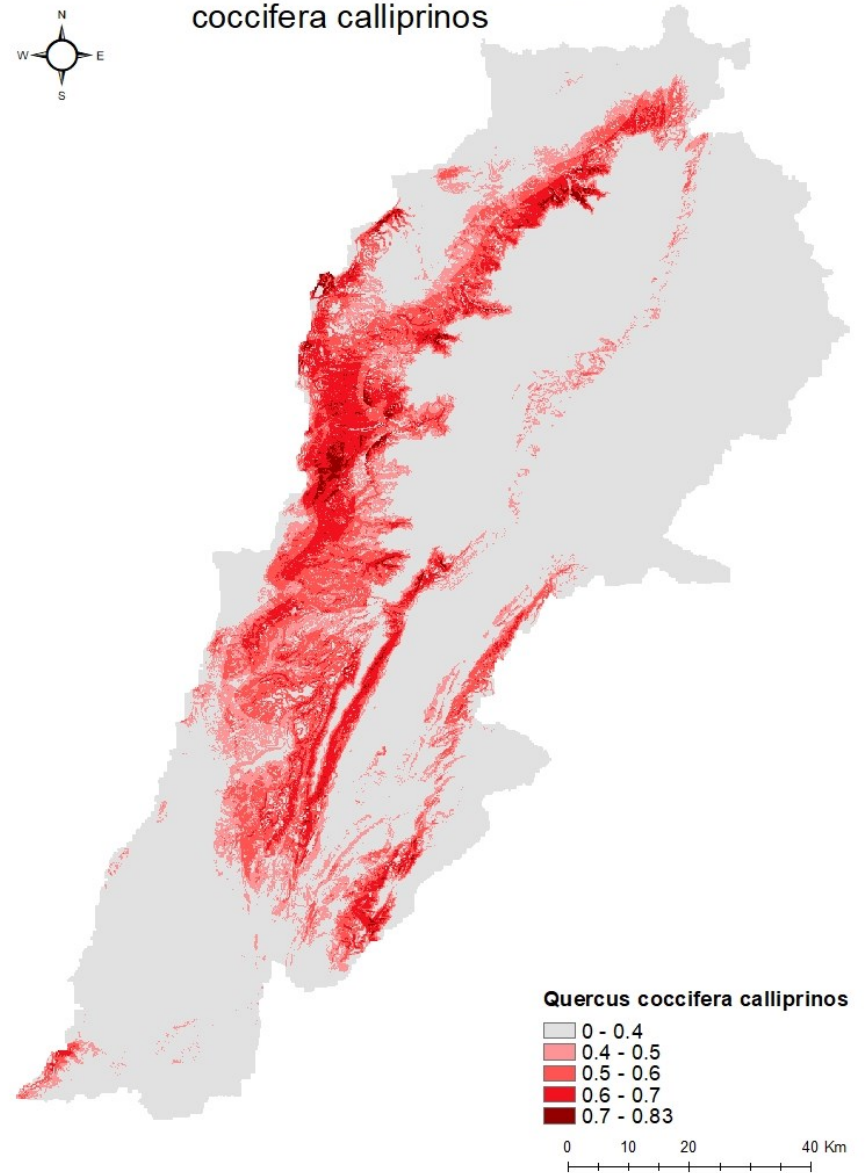 coccifera calliprinos
N
W E
S
Quercus coccifera calliprinos
0 - 0.4
0.4 - 0.5
0.5 - 0.6
0.6 - 0.7
0.7 - 0.83
0 10 20 40 Km